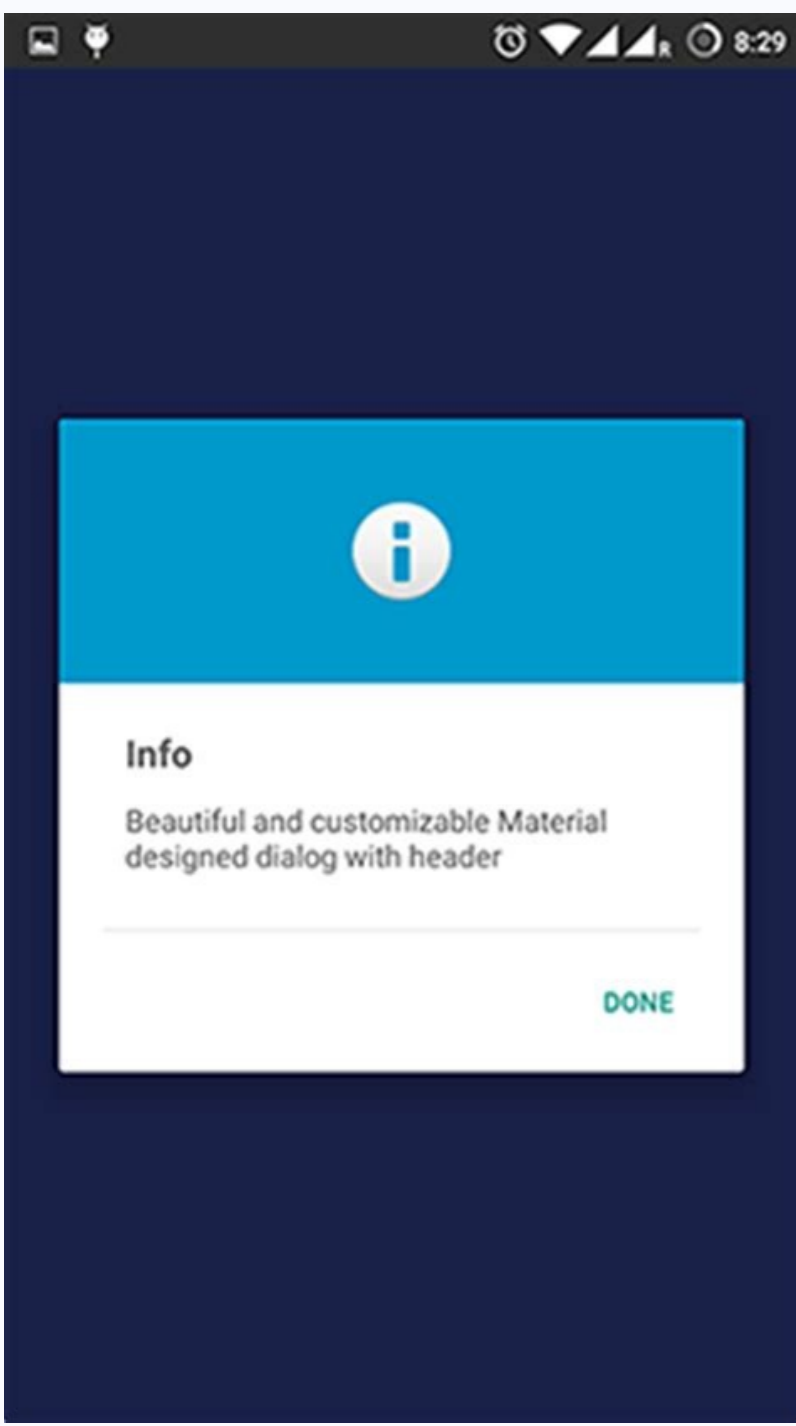 R 8:29
Info
Beautiful and customizable Material
designed dialog with header
DONE